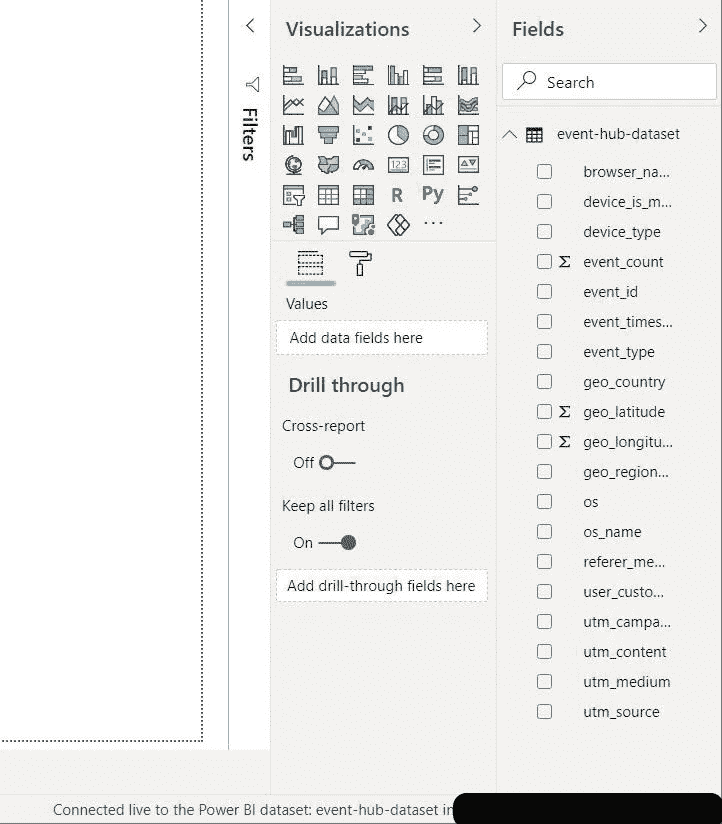 Visualizations
Fields
Search
Filters
event-hub-dataset
browser_na...
device_is_m...
device_type
Σ event_count
event_id
event_times...
event_type
geo_country
Σ geo_latitude
Σ geo_longitu...
geo_region...
os
os_name
referer_me...
user_custo...
utm_campa...
utm_content
utm_medium
utm_source
123
R
Py
...
Values
Add data fields here
Drill through
Cross-report
Off
Keep all filters
On
Add drill-through fields here
Connected live to the Power BI dataset: event-hub-dataset in